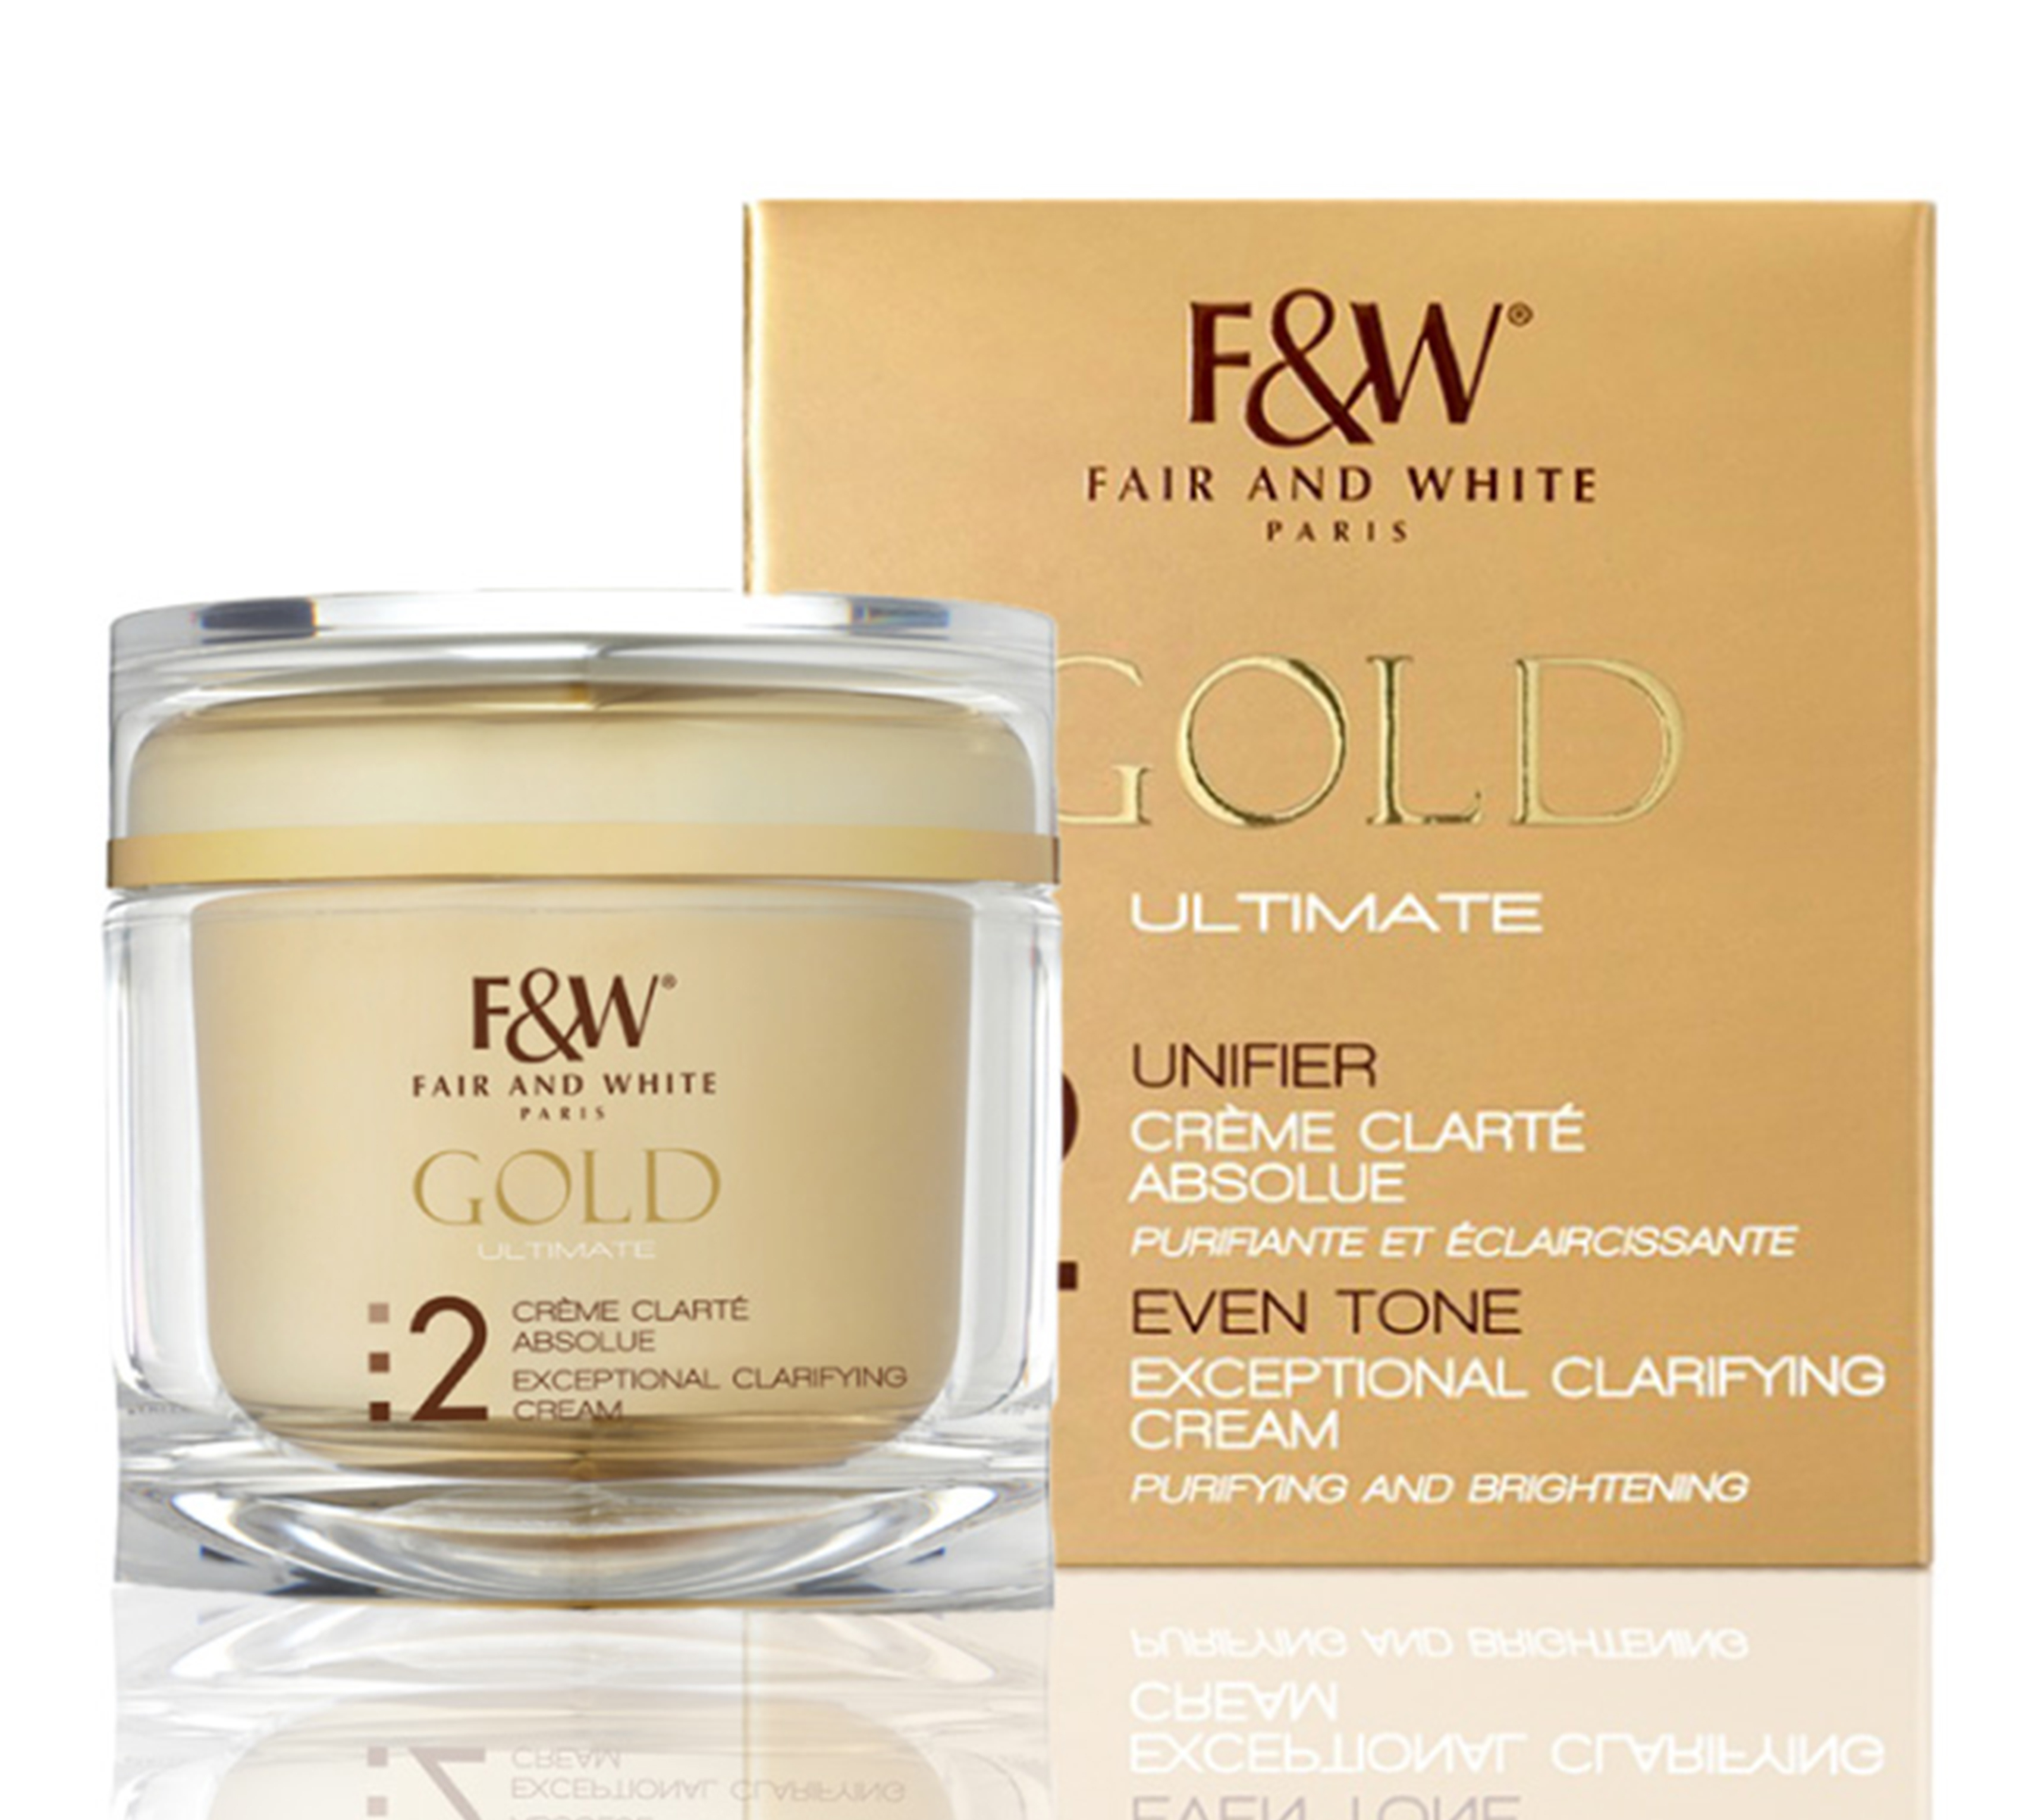 F&W®
FAIR AND WHITE
PARIS
GOLD
ULTIMATE
2
UNIFIER
CRÈME CLARTÉ
ABSOLUE
PURIFIANTE ET ÉCLAIRCISSANTE
EVEN TONE
EXCEPTIONAL CLARIFYING
CREAM
PURIFYING AND BRIGHTENING
F&W®
FAIR AND WHITE
PARIS
GOLD
ULTIMATE
2
CRÈME CLARTÉ
ABSOLUE
EXCEPTIONAL CLARIFYING
CREAM